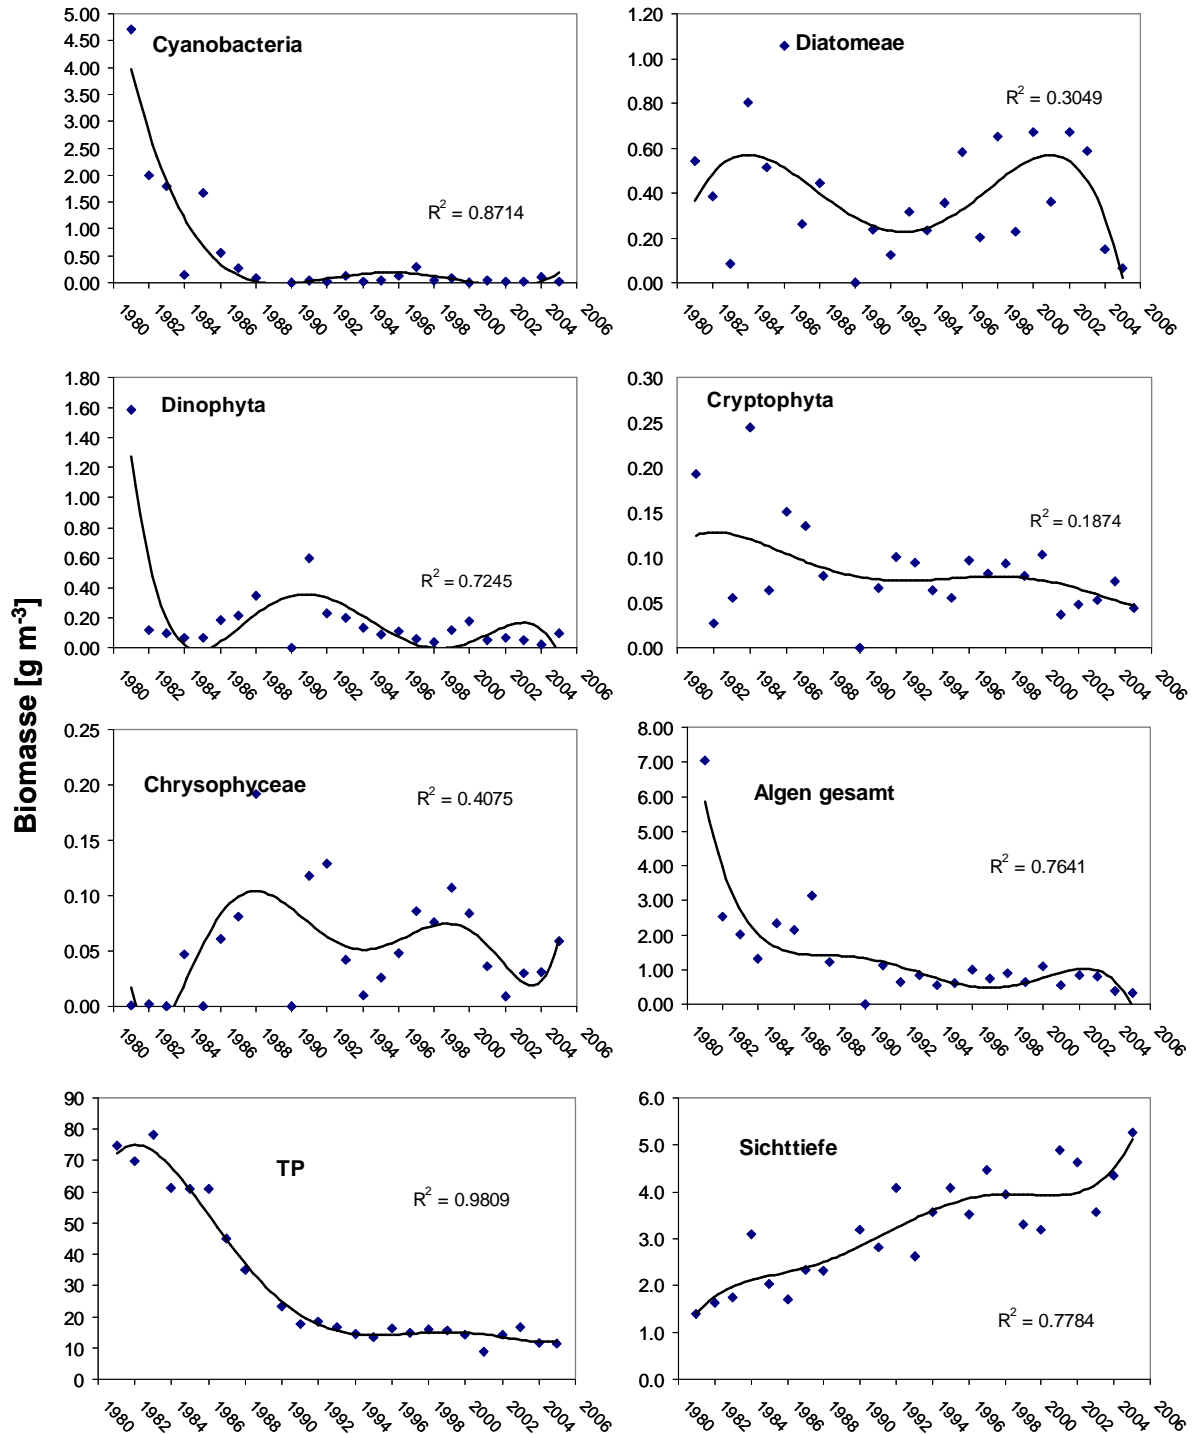 Biomasse [g m-3]
Cyanobacteria
R2 = 0.8714
5.00
4.50
4.00
3.50
3.00
2.50
2.00
1.50
1.00
0.50
0.00
1980 1982 1984 1986 1988 1990 1992 1994 1996 1998 2000 2002 2004 2006
Diatomeae
R2 = 0.3049
1.20
1.00
0.80
0.60
0.40
0.20
0.00
1980 1982 1984 1986 1988 1990 1992 1994 1996 1998 2000 2002 2004 2006
Dinophyta
R2 = 0.7245
1.80
1.60
1.40
1.20
1.00
0.80
0.60
0.40
0.20
0.00
1980 1982 1984 1986 1988 1990 1992 1994 1996 1998 2000 2002 2004 2006
Cryptophyta
R2 = 0.1874
0.30
0.25
0.20
0.15
0.10
0.05
0.00
1980 1982 1984 1986 1988 1990 1992 1994 1996 1998 2000 2002 2004 2006
Chrysophyceae
R2 = 0.4075
0.25
0.20
0.15
0.10
0.05
0.00
1980 1982 1984 1986 1988 1990 1992 1994 1996 1998 2000 2002 2004 2006
Algen gesamt
R2 = 0.7641
8.00
7.00
6.00
5.00
4.00
3.00
2.00
1.00
0.00
1980 1982 1984 1986 1988 1990 1992 1994 1996 1998 2000 2002 2004 2006
TP
R2 = 0.9809
90
80
70
60
50
40
30
20
10
0
1980 1982 1984 1986 1988 1990 1992 1994 1996 1998 2000 2002 2004 2006
Sichttiefe
R2 = 0.7784
6.0
5.0
4.0
3.0
2.0
1.0
0.0
1980 1982 1984 1986 1988 1990 1992 1994 1996 1998 2000 2002 2004 2006